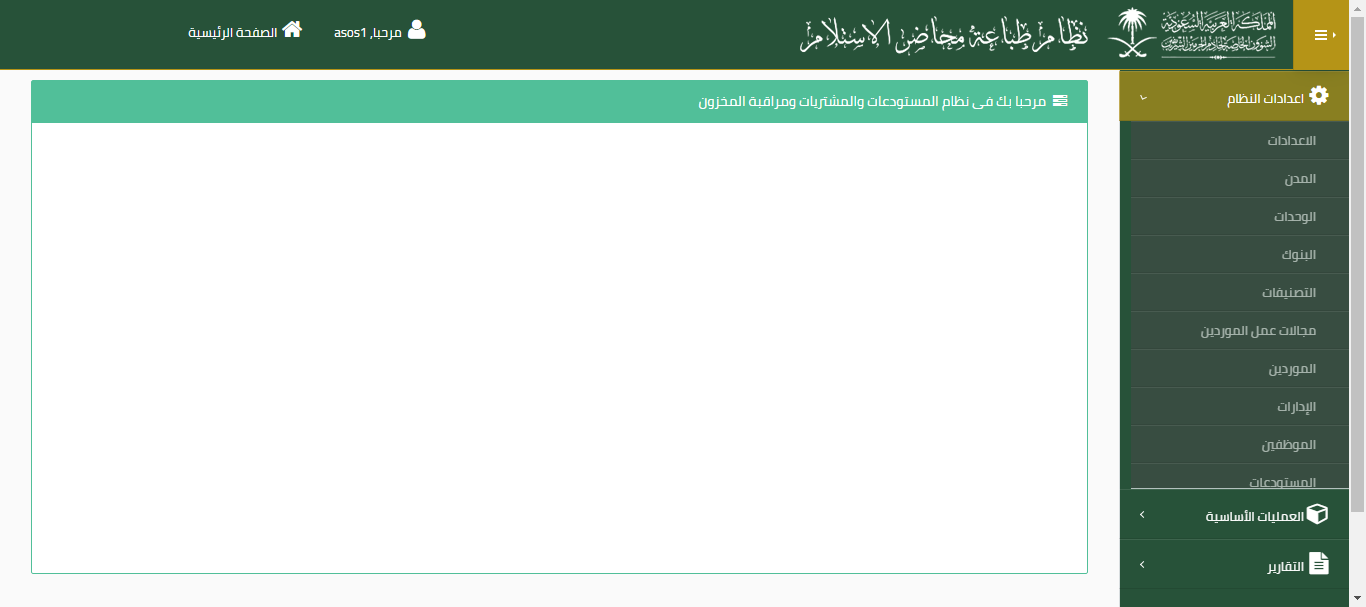 المملكة العربية السعودية
الشؤون الخاصة لخادم الحرمين الشريفين
نظام طباعة محاضر الاستلام
مرحبا, asos1
الصفحة الرئيسية
اعدادات النظام
الاعدادات
المدن
الوحدات
البنوك
التصنيفات
مجالات عمل الموردين
الموردين
الإدارات
الموظفين
المستودعات
العمليات الأساسية
التقارير
مرحبا بك في نظام المستودعات والمشتريات ومراقبة المخزون